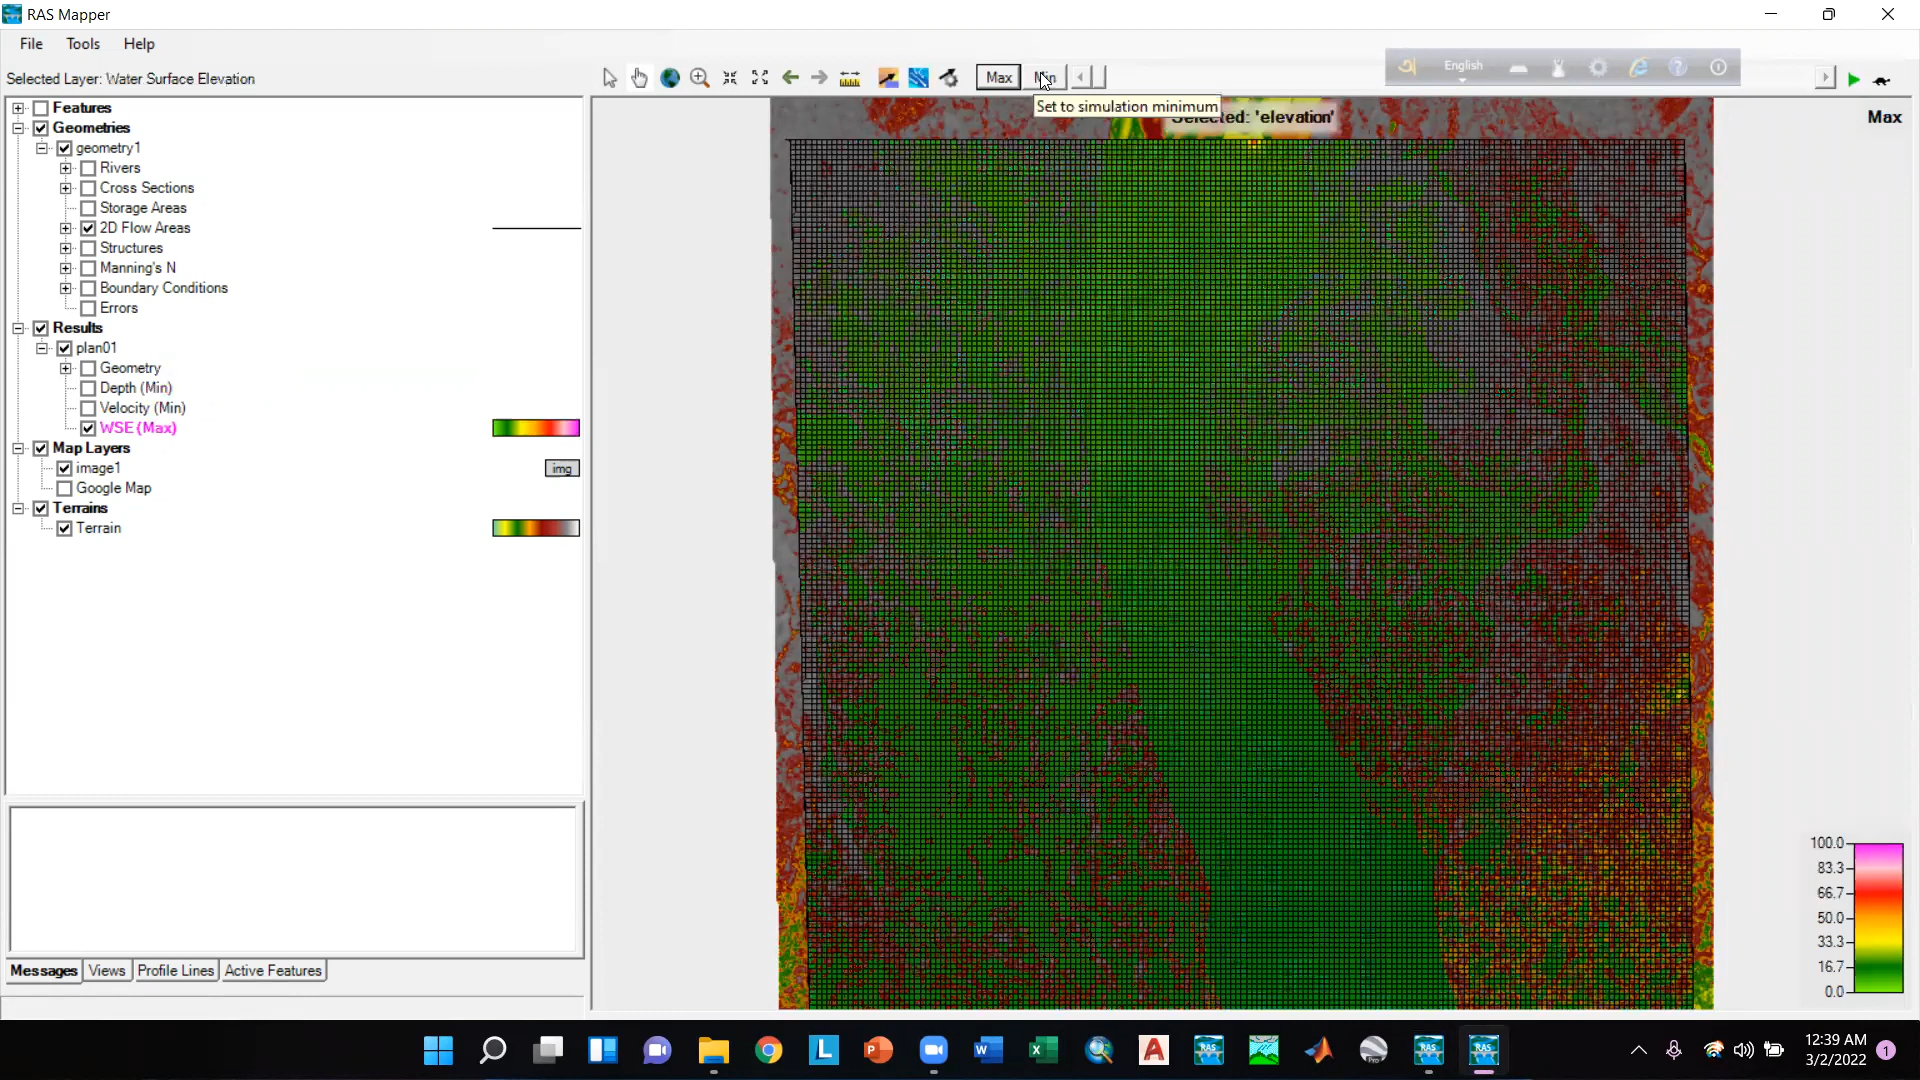 RAS Mapper
File Tools Help
Selected Layer: Water Surface Elevation
Max Min
English
Set to simulation minimum
Selected: 'elevation'
Max
Features
Geometries
geometry1
Rivers
Cross Sections
Storage Areas
2D Flow Areas
Structures
Manning's N
Boundary Conditions
Errors
Results
plan01
Geometry
Depth (Min)
Velocity (Min)
WSE (Max)
Map Layers
image1
img
Google Map
Terrains
Terrain
100.0
83.3
66.7
50.0
33.3
16.7
0.0
Messages Views Profile Lines Active Features
12:39 AM
3/2/2022
1